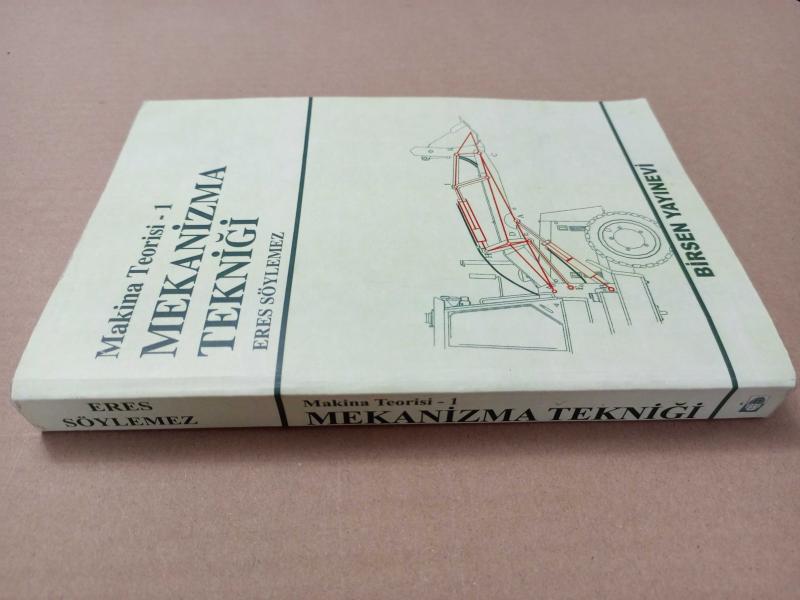 Makina Teorisi - 1
MEKANİZMA
TEKNİĞİ
ERES SÖYLEMEZ
BİRSEN YAYINEVİ
ERES
SÖYLEMEZ
Makina Teorisi - 1
MEKANİZMA TEKNİĞİ